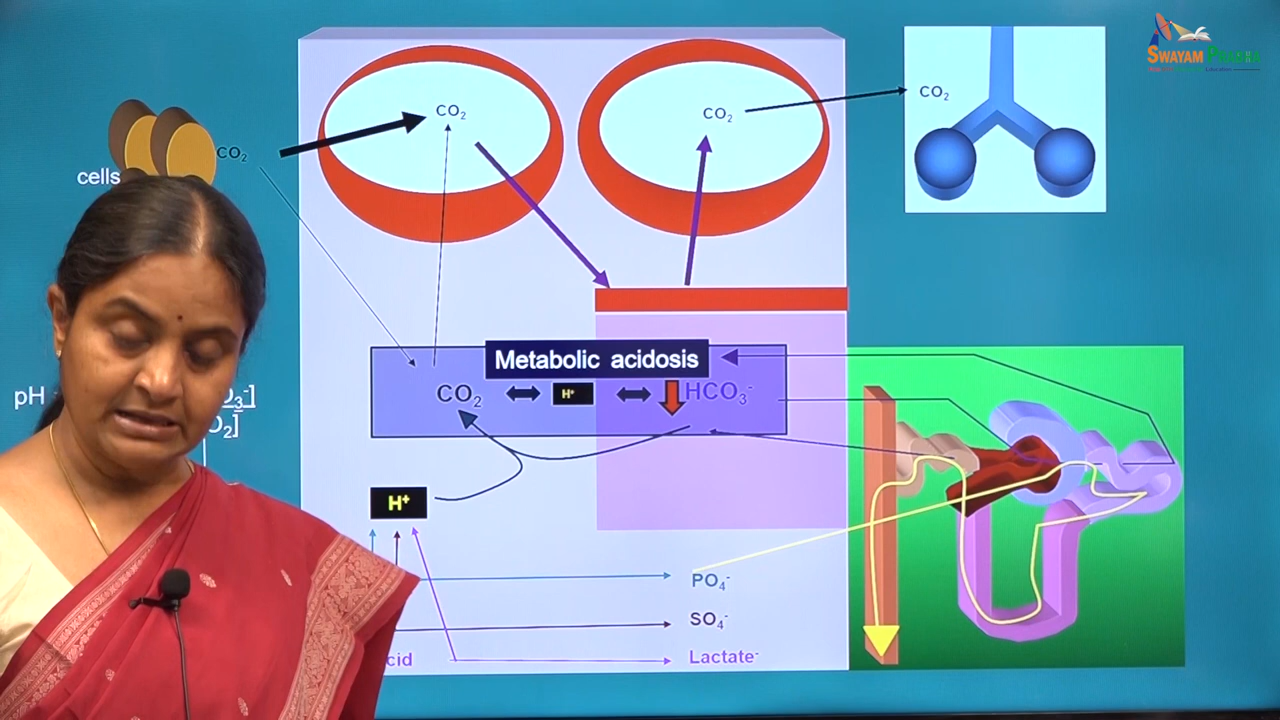 SWAYAM PRABHA
CO₂
CO₂
CO₂
CO₂
cells
Metabolic acidosis
pH
CO₂ H⁺ HCO₃⁻
H⁺
PO₄⁻
SO₄⁻
Lactate⁻